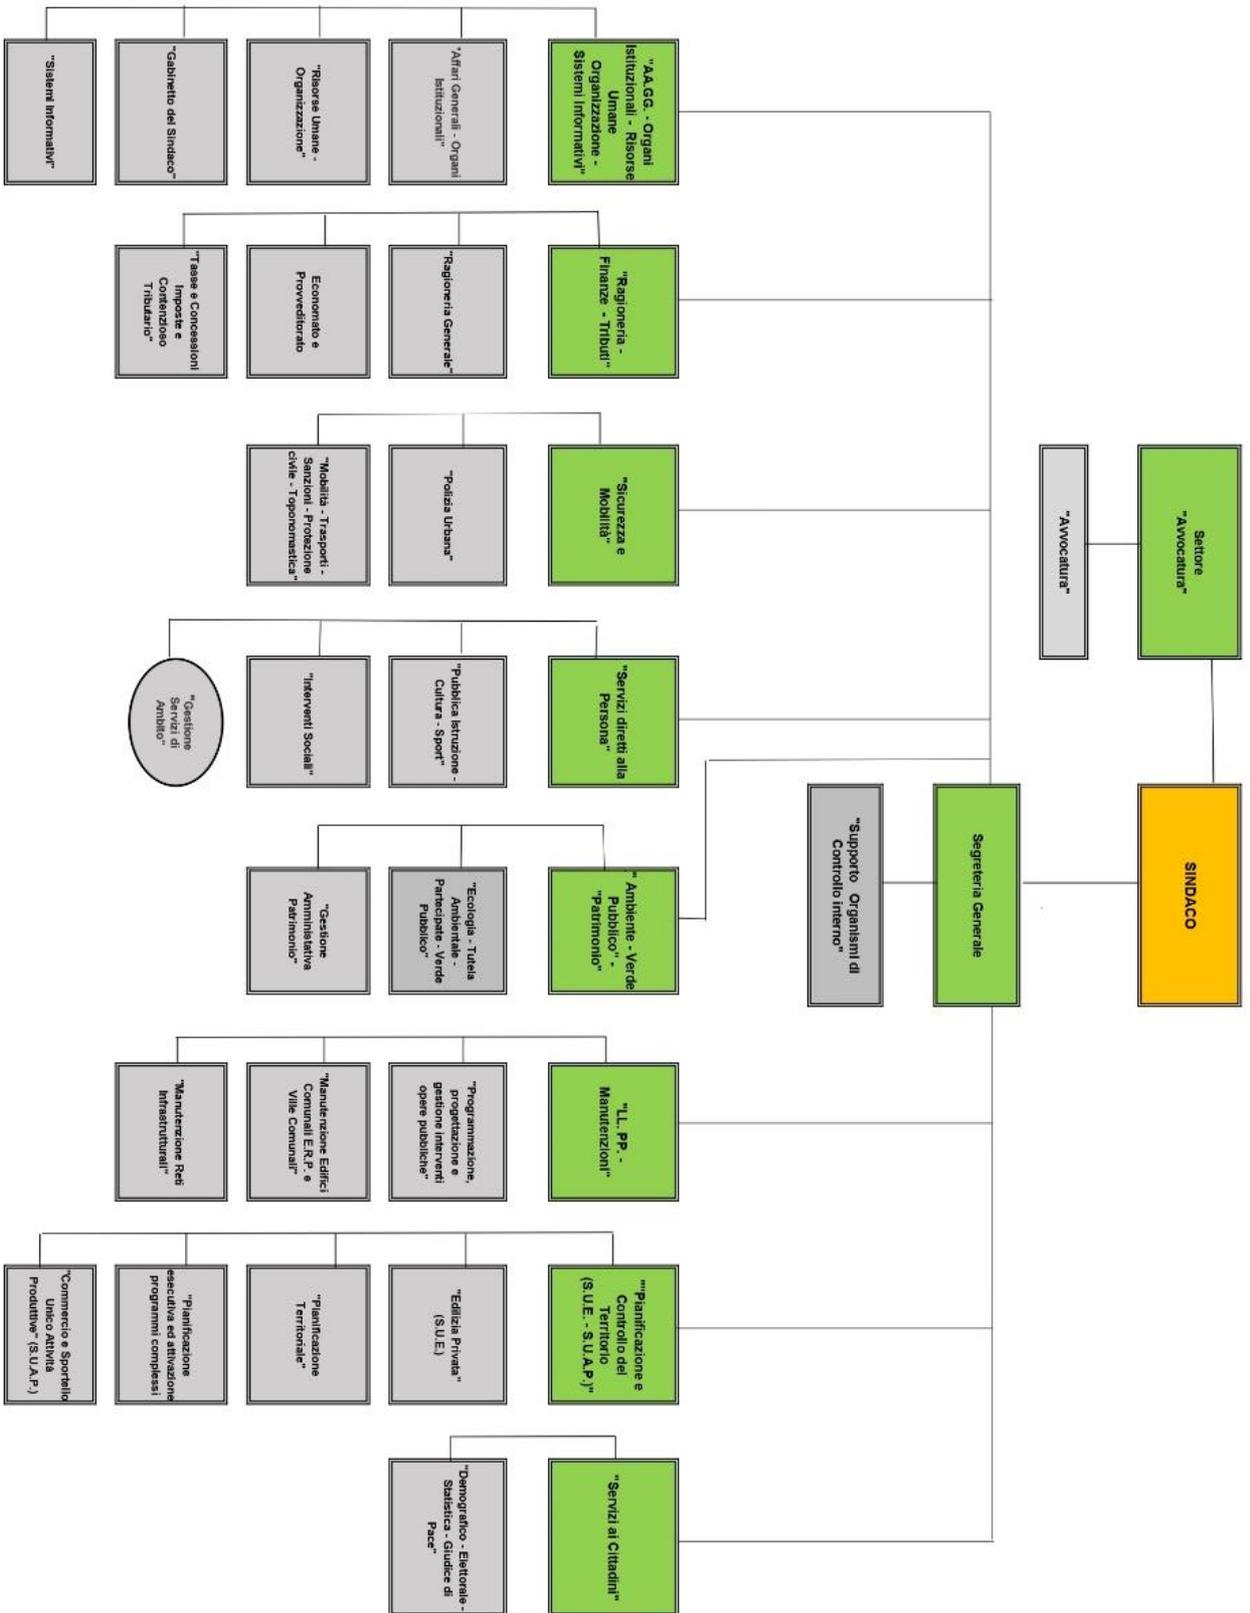 SINDACO
Settore
"Avvocatura"
"Avvocatura"
Segreteria Generale
"Supporto Organismi di
Controllo interno"
"AA.GG. - Organi
Istituzionali - Risorse
Umane
Organizzazione -
Sistemi Informativi"
"Affari Generali - Organi
Istituzionali"
"Risorse Umane -
Organizzazione"
"Gabinetto del Sindaco"
"Sistemi Informativi"
"Ragioneria -
Finanze - Tributi"
"Ragioneria Generale"
Economato e
Provveditorato
"Tasse e Concessioni
Imposte e
Contenzioso
Tributario"
"Sicurezza e
Mobilità"
"Polizia Urbana"
"Mobilità - Trasporti -
Sanzioni - Protezione
civile - Toponomastica"
"Servizi diretti alla
Persona"
"Pubblica Istruzione -
Cultura - Sport"
"Interventi Sociali"
"Gestione
Servizi di
Ambito"
" Ambiente - Verde
Pubblico" -
"Patrimonio"
"Ecologia - Tutela
Ambientale -
Partecipate - Verde
Pubblico"
"Gestione
Amministativa
Patrimonio"
"LL. PP. -
Manutenzioni"
"Programmazione,
progettazione e
gestione interventi
opere pubbliche"
"Manutenzione Edifici
Comunali E.R.P. e
Ville Comunali"
"Manutenzione Reti
Infrastrutturali"
""Pianificazione e
Controllo del
Territorio
(S.U.E. - S.U.A.P.)"
"Edilizia Privata"
(S.U.E.)
"Pianificazione
Territoriale"
"Pianificazione
esecutiva ed attivazione
programmi complessi
"Commercio e Sportello
Unico Attività
Produttive" (S.U.A.P.)
"Servizi ai Cittadini"
"Demografico - Elettorale -
Statistica - Giudice di
Pace"